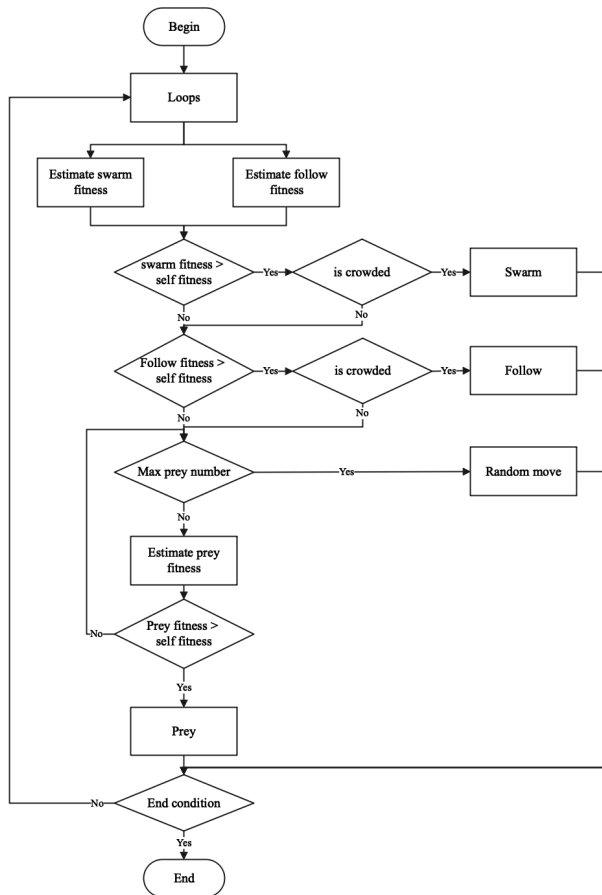 Begin
Loops
Estimate swarm
fitness
Estimate follow
fitness
swarm fitness >
self fitness
Yes
is crowded
Yes
Swarm
No
No
Follow fitness >
self fitness
Yes
is crowded
Yes
Follow
No
No
Max prey number
Yes
Random move
No
Estimate prey
fitness
Prey fitness >
self fitness
No
Yes
Prey
End condition
No
Yes
End